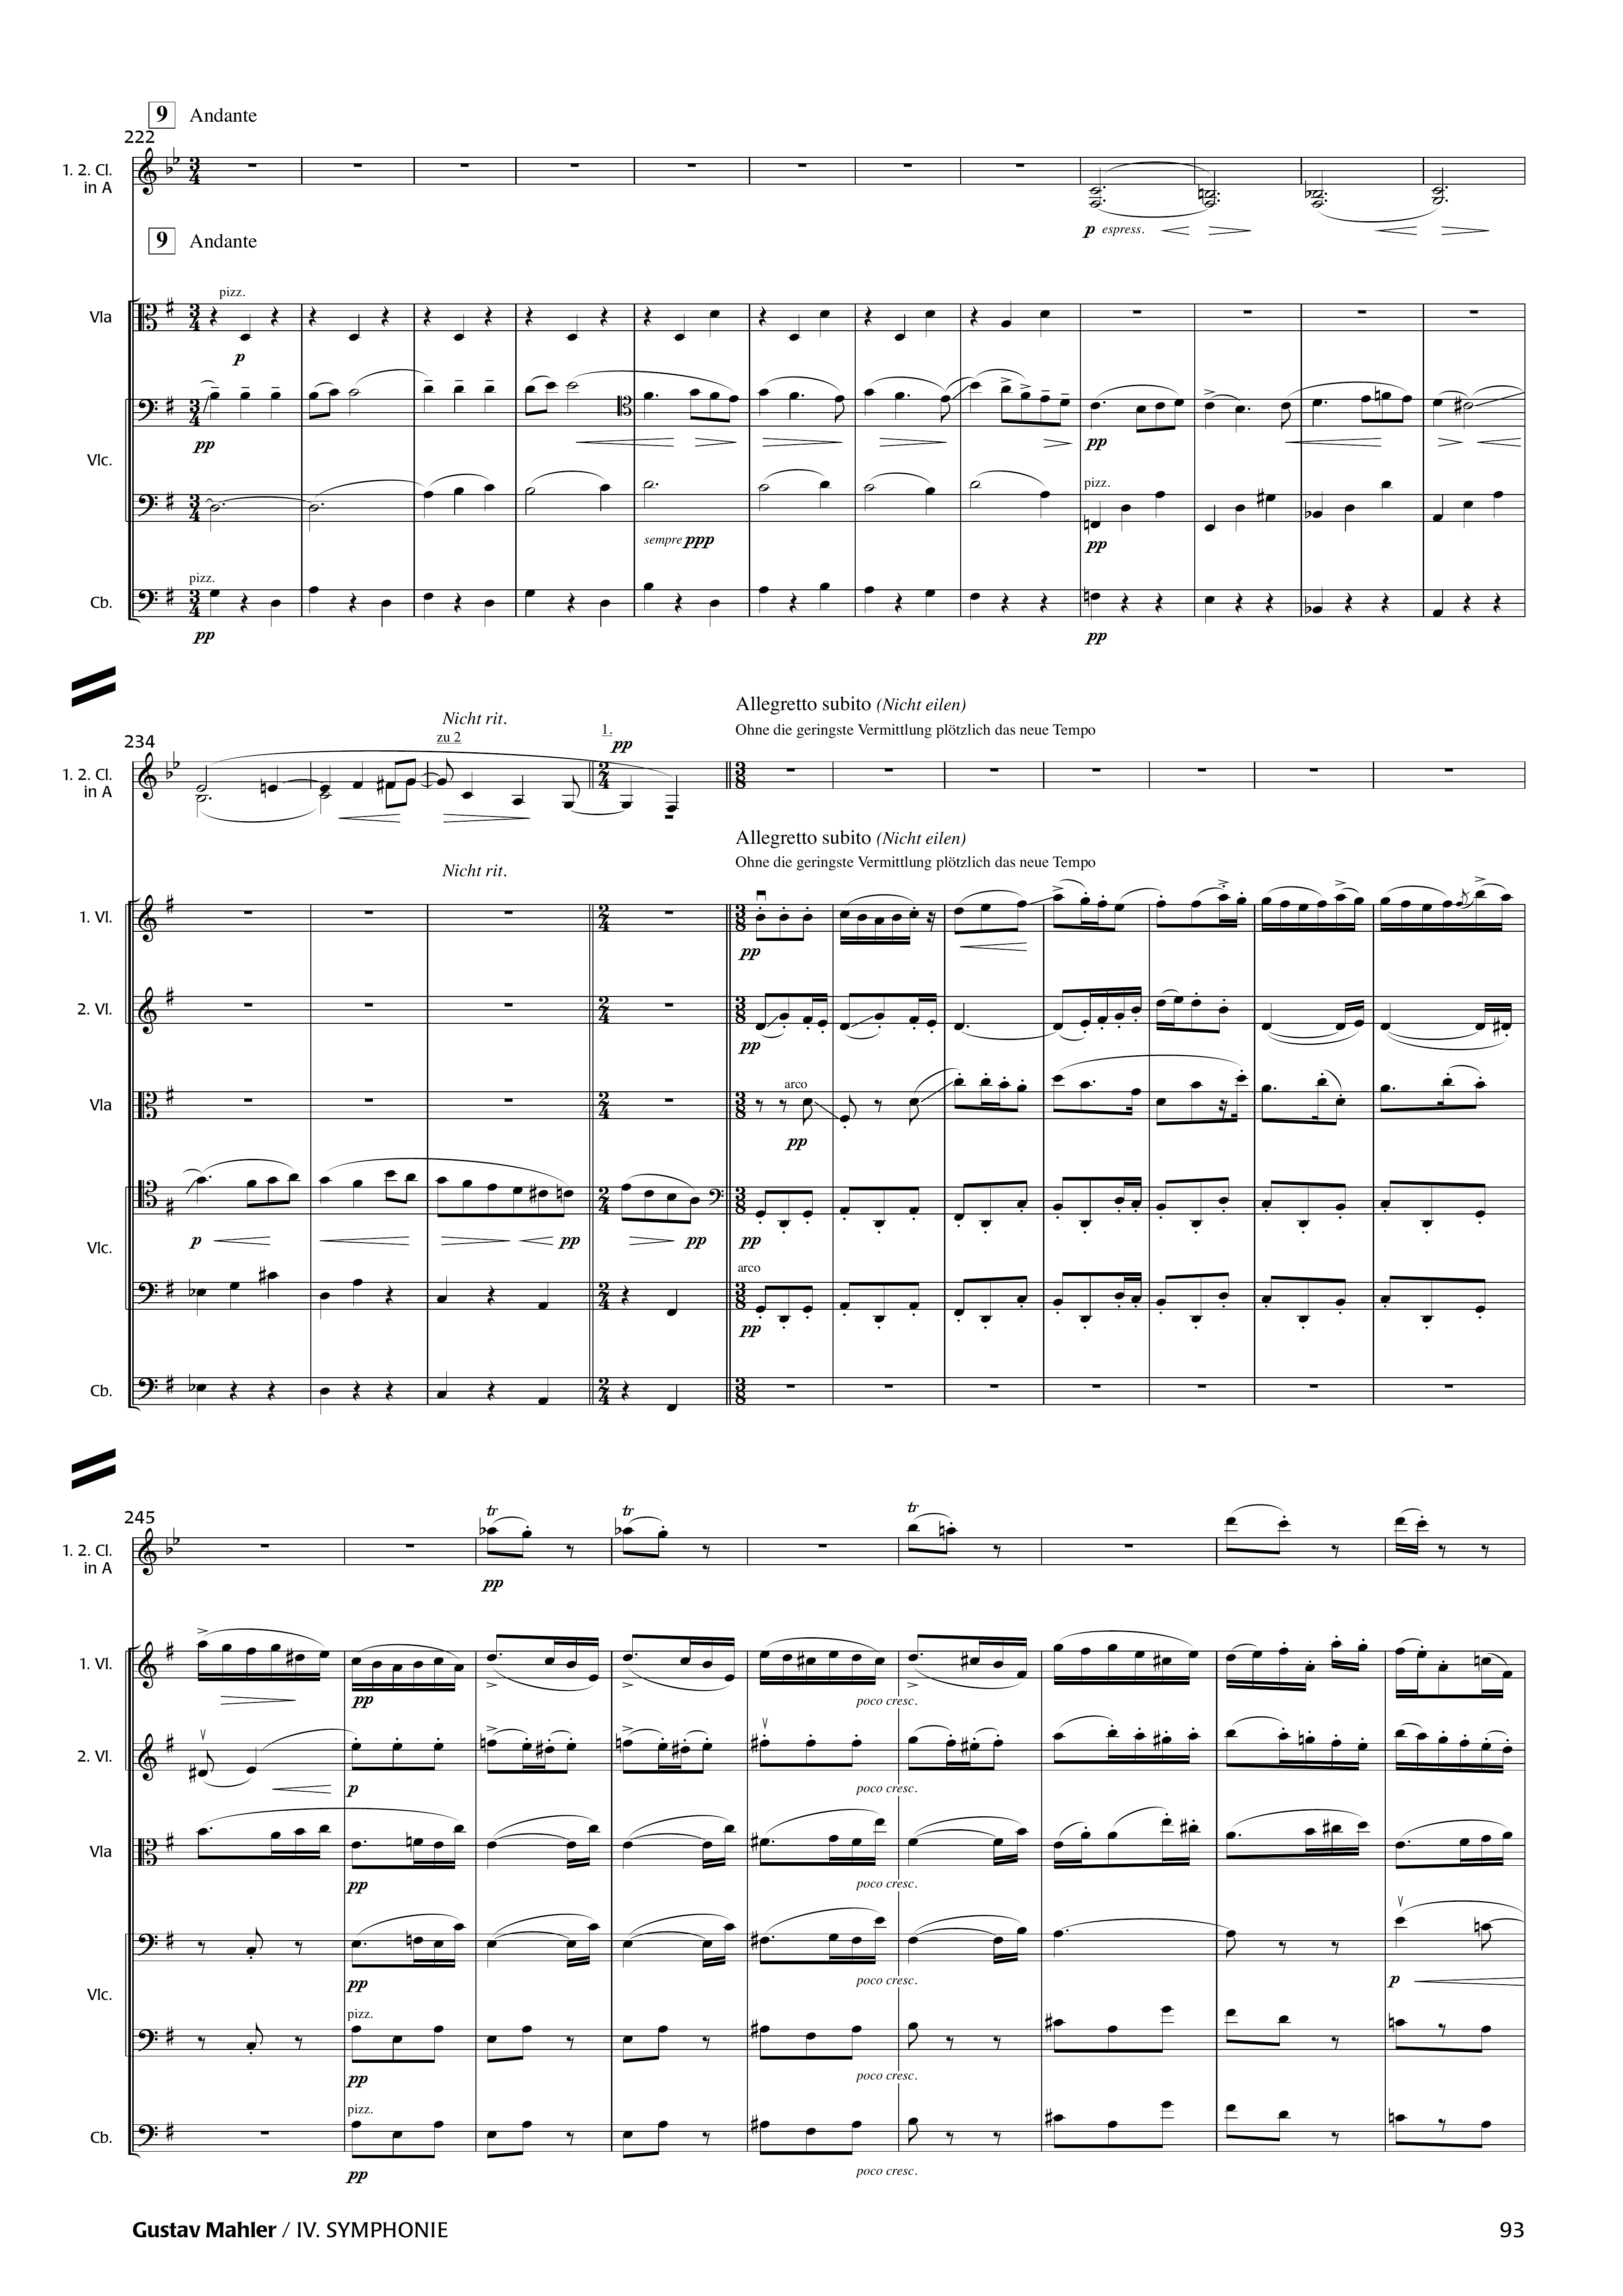 9 Andante
222
1. 2. Cl.
in A
p espress.
9 Andante
Vla
pizz.
p
Vlc.
pp
pp
pizz.
sempre ppp
pp
Cb.
pizz.
pp
pp
234
Nicht rit.
zu 2
1.
pp
Allegretto subito (Nicht eilen)
Ohne die geringste Vermittlung plötzlich das neue Tempo
1. 2. Cl.
in A
Nicht rit.
Allegretto subito (Nicht eilen)
Ohne die geringste Vermittlung plötzlich das neue Tempo
1. Vl.
pp
2. Vl.
pp
Vla
arco
pp
Vlc.
p
pp
pp
pp
arco
pp
Cb.
245
1. 2. Cl.
in A
tr
tr
tr
pp
1. Vl.
pp
poco cresc.
2. Vl.
p
poco cresc.
Vla
pp
poco cresc.
Vlc.
pp
poco cresc.
p
pizz.
pp
poco cresc.
Cb.
pizz.
pp
poco cresc.
Gustav Mahler / IV. SYMPHONIE
93